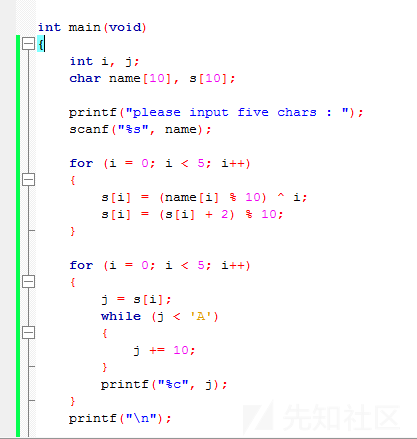 int main(void)
{
int i, j;
char name[10], s[10];
printf("please input five chars : ");
scanf("%s", name);
for (i = 0; i < 5; i++)
{
s[i] = (name[i] % 10) ^ i;
s[i] = (s[i] + 2) % 10;
}
for (i = 0; i < 5; i++)
{
j = s[i];
while (j < 'A')
{
j += 10;
}
printf("%c", j);
}
printf("\n");
先知社区